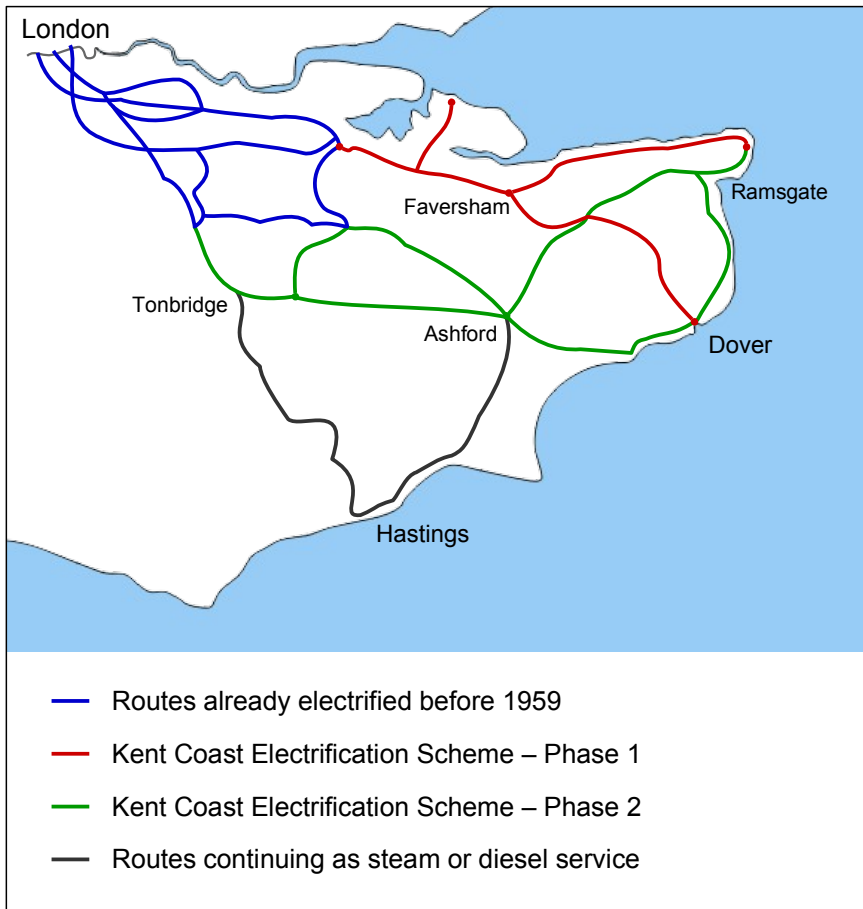 London
Faversham
Ramsgate
Tonbridge
Ashford
Dover
Hastings
Routes already electrified before 1959
Kent Coast Electrification Scheme – Phase 1
Kent Coast Electrification Scheme – Phase 2
Routes continuing as steam or diesel service